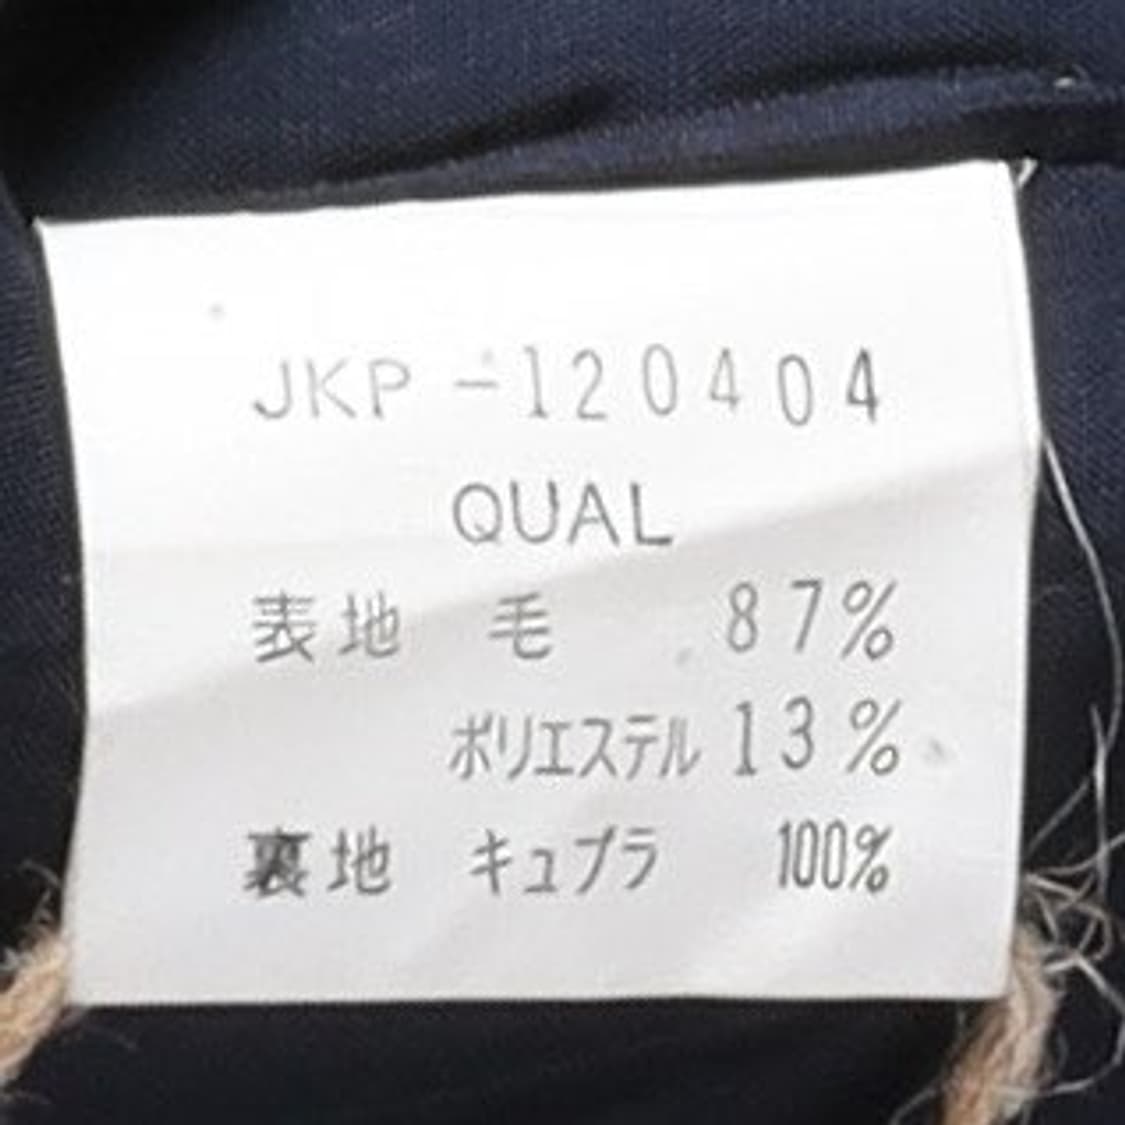 JKP-120404
QUAL
表地 毛 87%
ポリエステル 13%
裏地 キュプラ 100%